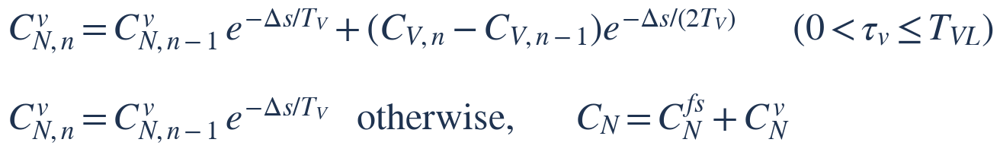 C^v_{N,n} = C^v_{N,n−1} e^{−Δs/T_V} + (C_{V,n} − C_{V,n−1})e^{−Δs/(2T_V)} (0 < τ_v ≤ T_{VL})
C^v_{N,n} = C^v_{N,n−1} e^{−Δs/T_V} otherwise, C_N = C^{fs}_N + C^v_N